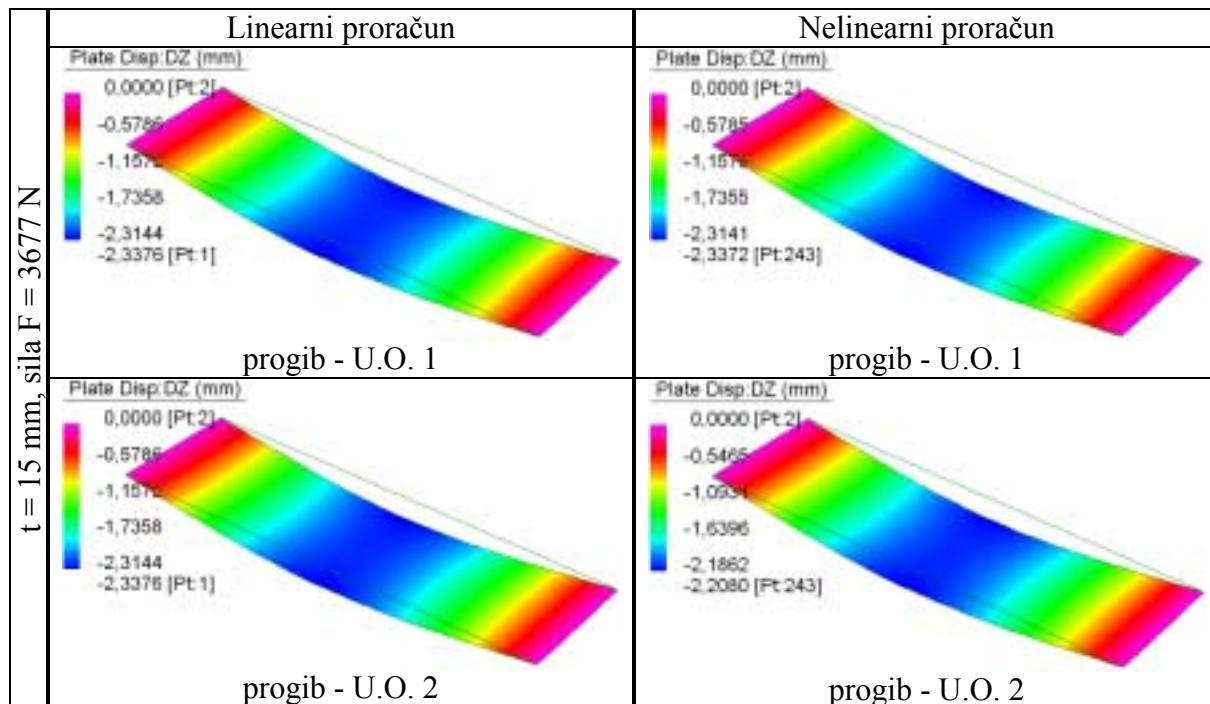 Linearni proračun
Nelinearni proračun
t = 15 mm, sila F = 3677 N
Plate Disp:DZ (mm)
0,0000 [Pt:2]
-0,5786
-1,157
-1,7358
-2,3144
-2,3376 [Pt:1]
progib - U.O. 1
Plate Disp:DZ (mm)
0,0000 [Pt:2]
-0,5785
-1,157
-1,7355
-2,3141
-2,3372 [Pt:243]
progib - U.O. 1
Plate Disp:DZ (mm)
0,0000 [Pt:2]
-0,5786
-1,157
-1,7358
-2,3144
-2,3376 [Pt:1]
progib - U.O. 2
Plate Disp:DZ (mm)
0,0000 [Pt:2]
-0,5465
-1,0931
-1,6396
-2,1862
-2,2080 [Pt:243]
progib - U.O. 2